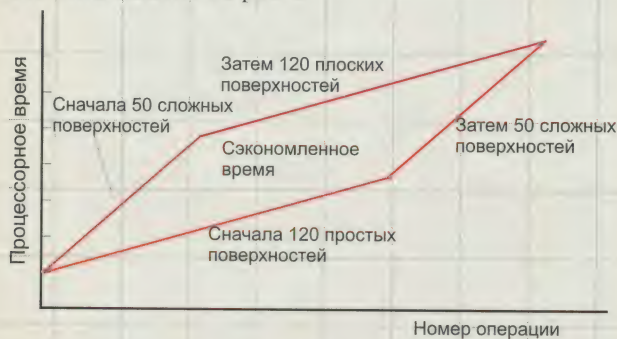 Процессорное время
Затем 120 плоских
поверхностей
Сначала 50 сложных
поверхностей
Затем 50 сложных
поверхностей
Сэкономленное
время
Сначала 120 простых
поверхностей
Номер операции